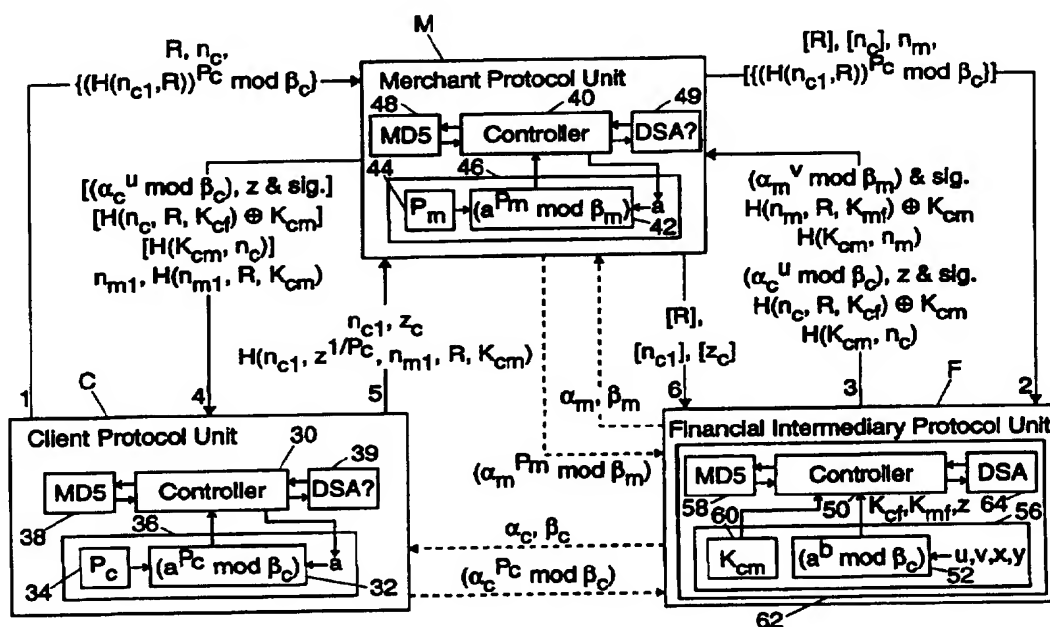 M
R, n_c,
{(H(n_c1,R))^Pc mod β_c}
[R], [n_c], n_m,
[{((H(n_c1,R))^Pc mod β_c}]
Merchant Protocol Unit
48
40
49
MD5
Controller
DSA?
44
46
P_m
(a^Pm mod β_m)
a
42
[(α_c^u mod β_c), z & sig.]
[H(n_c, R, K_cf) ⊕ K_cm]
[H(K_cm, n_c)]
n_m1, H(n_m1, R, K_cm)
(α_m^v mod β_m) & sig.
H(n_m, R, K_mf) ⊕ K_cm
H(K_cm, n_m)
(α_c^u mod β_c), z & sig.
H(n_c, R, K_cf) ⊕ K_cm
H(K_cm, n_c)
n_c1, z_c
H(n_c1, z^1/Pc, n_m1, R, K_cm)
[R],
[n_c1], [z_c]
α_m, β_m
1
C
4
5
6
3
F
2
Client Protocol Unit
30
39
MD5
Controller
DSA?
38
36
P_c
(a^Pc mod β_c)
a
34
32
(α_m^Pm mod β_m)
α_c, β_c
(α_c^Pc mod β_c)
Financial Intermediary Protocol Unit
MD5
Controller
DSA
58
60
50
K_cf,K_mf,z
64
56
K_cm
(a^b mod β_c)
u,v,x,y
52
62